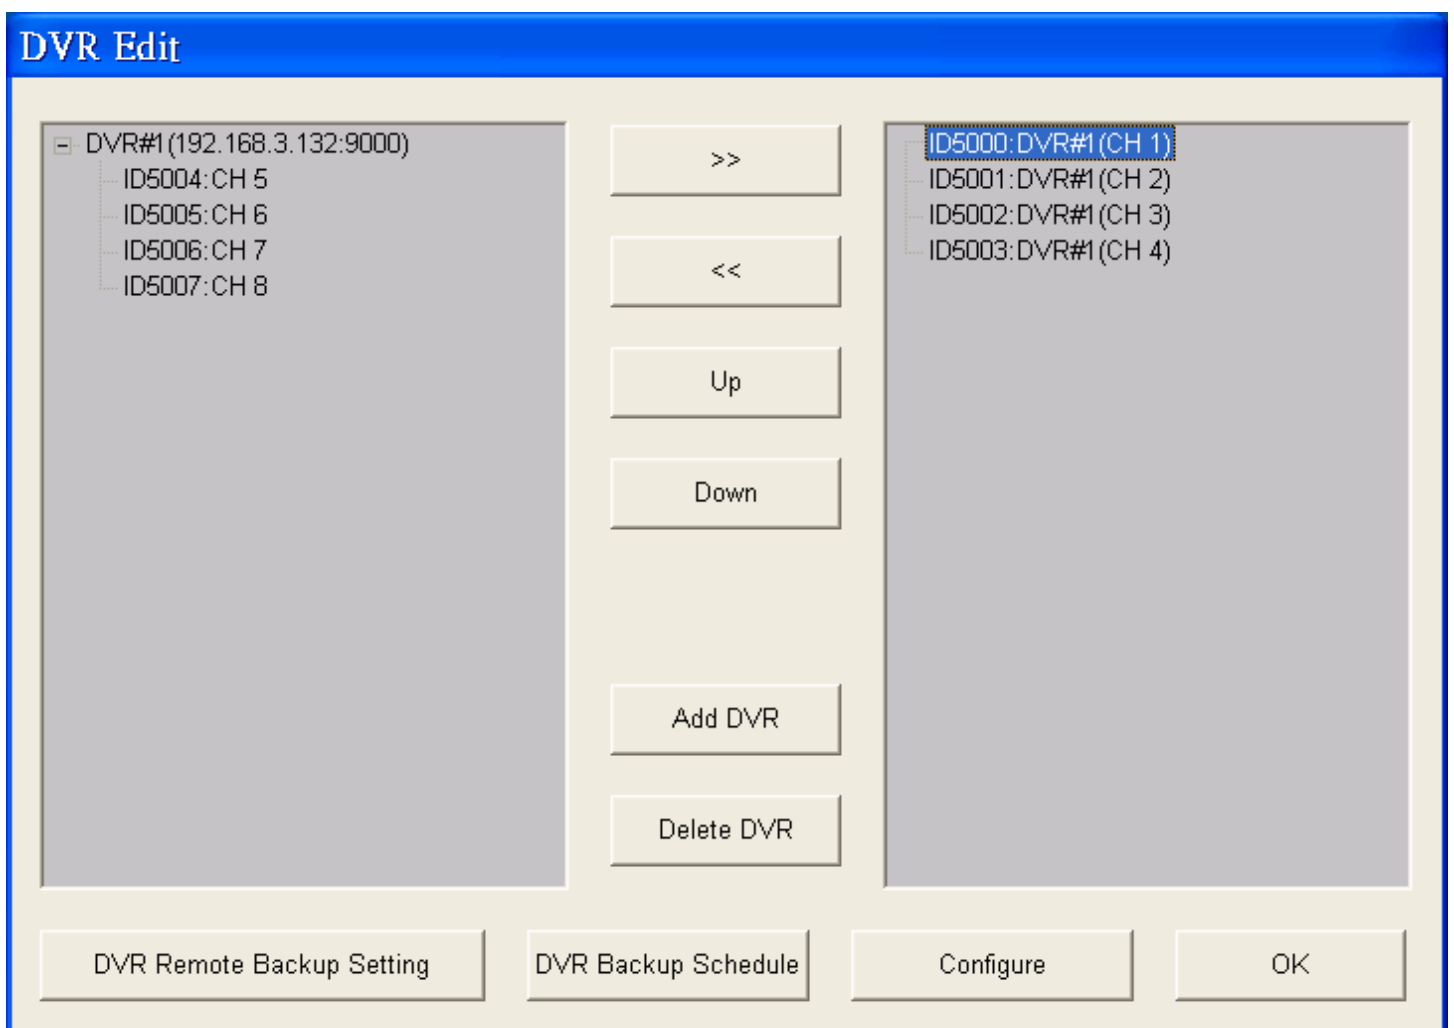 DVR Edit
DVR#1(192.168.3.132:9000)
ID5004:CH 5
ID5005:CH 6
ID5006:CH 7
ID5007:CH 8
>>
<<
Up
Down
Add DVR
Delete DVR
ID5000:DVR#1(CH 1)
ID5001:DVR#1(CH 2)
ID5002:DVR#1(CH 3)
ID5003:DVR#1(CH 4)
DVR Remote Backup Setting
DVR Backup Schedule
Configure
OK